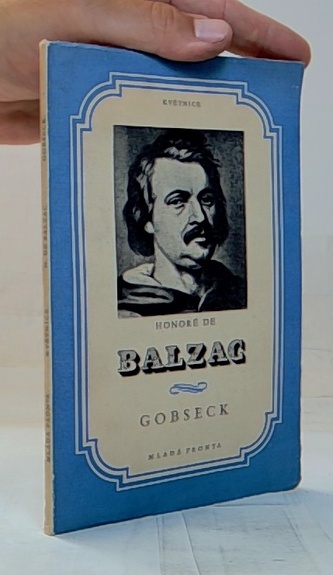 KVĚTNICE
HONORÉ DE
BALZAC
GOBSECK
MLADÁ FRONTA